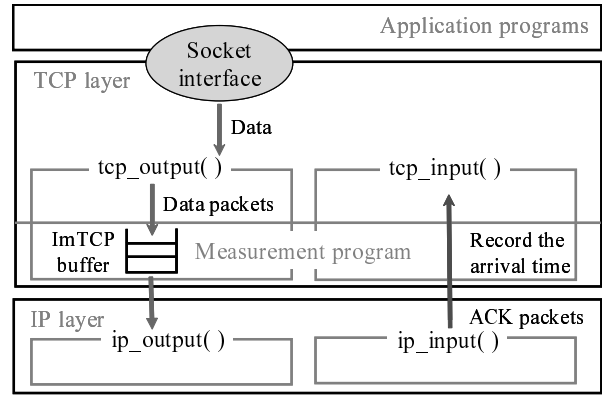 Application programs
Socket
interface
TCP layer
Data
tcp_output( )
tcp_input( )
Data packets
ImTCP
buffer
Measurement program
Record the
arrival time
IP layer
ACK packets
ip_output( )
ip_input( )